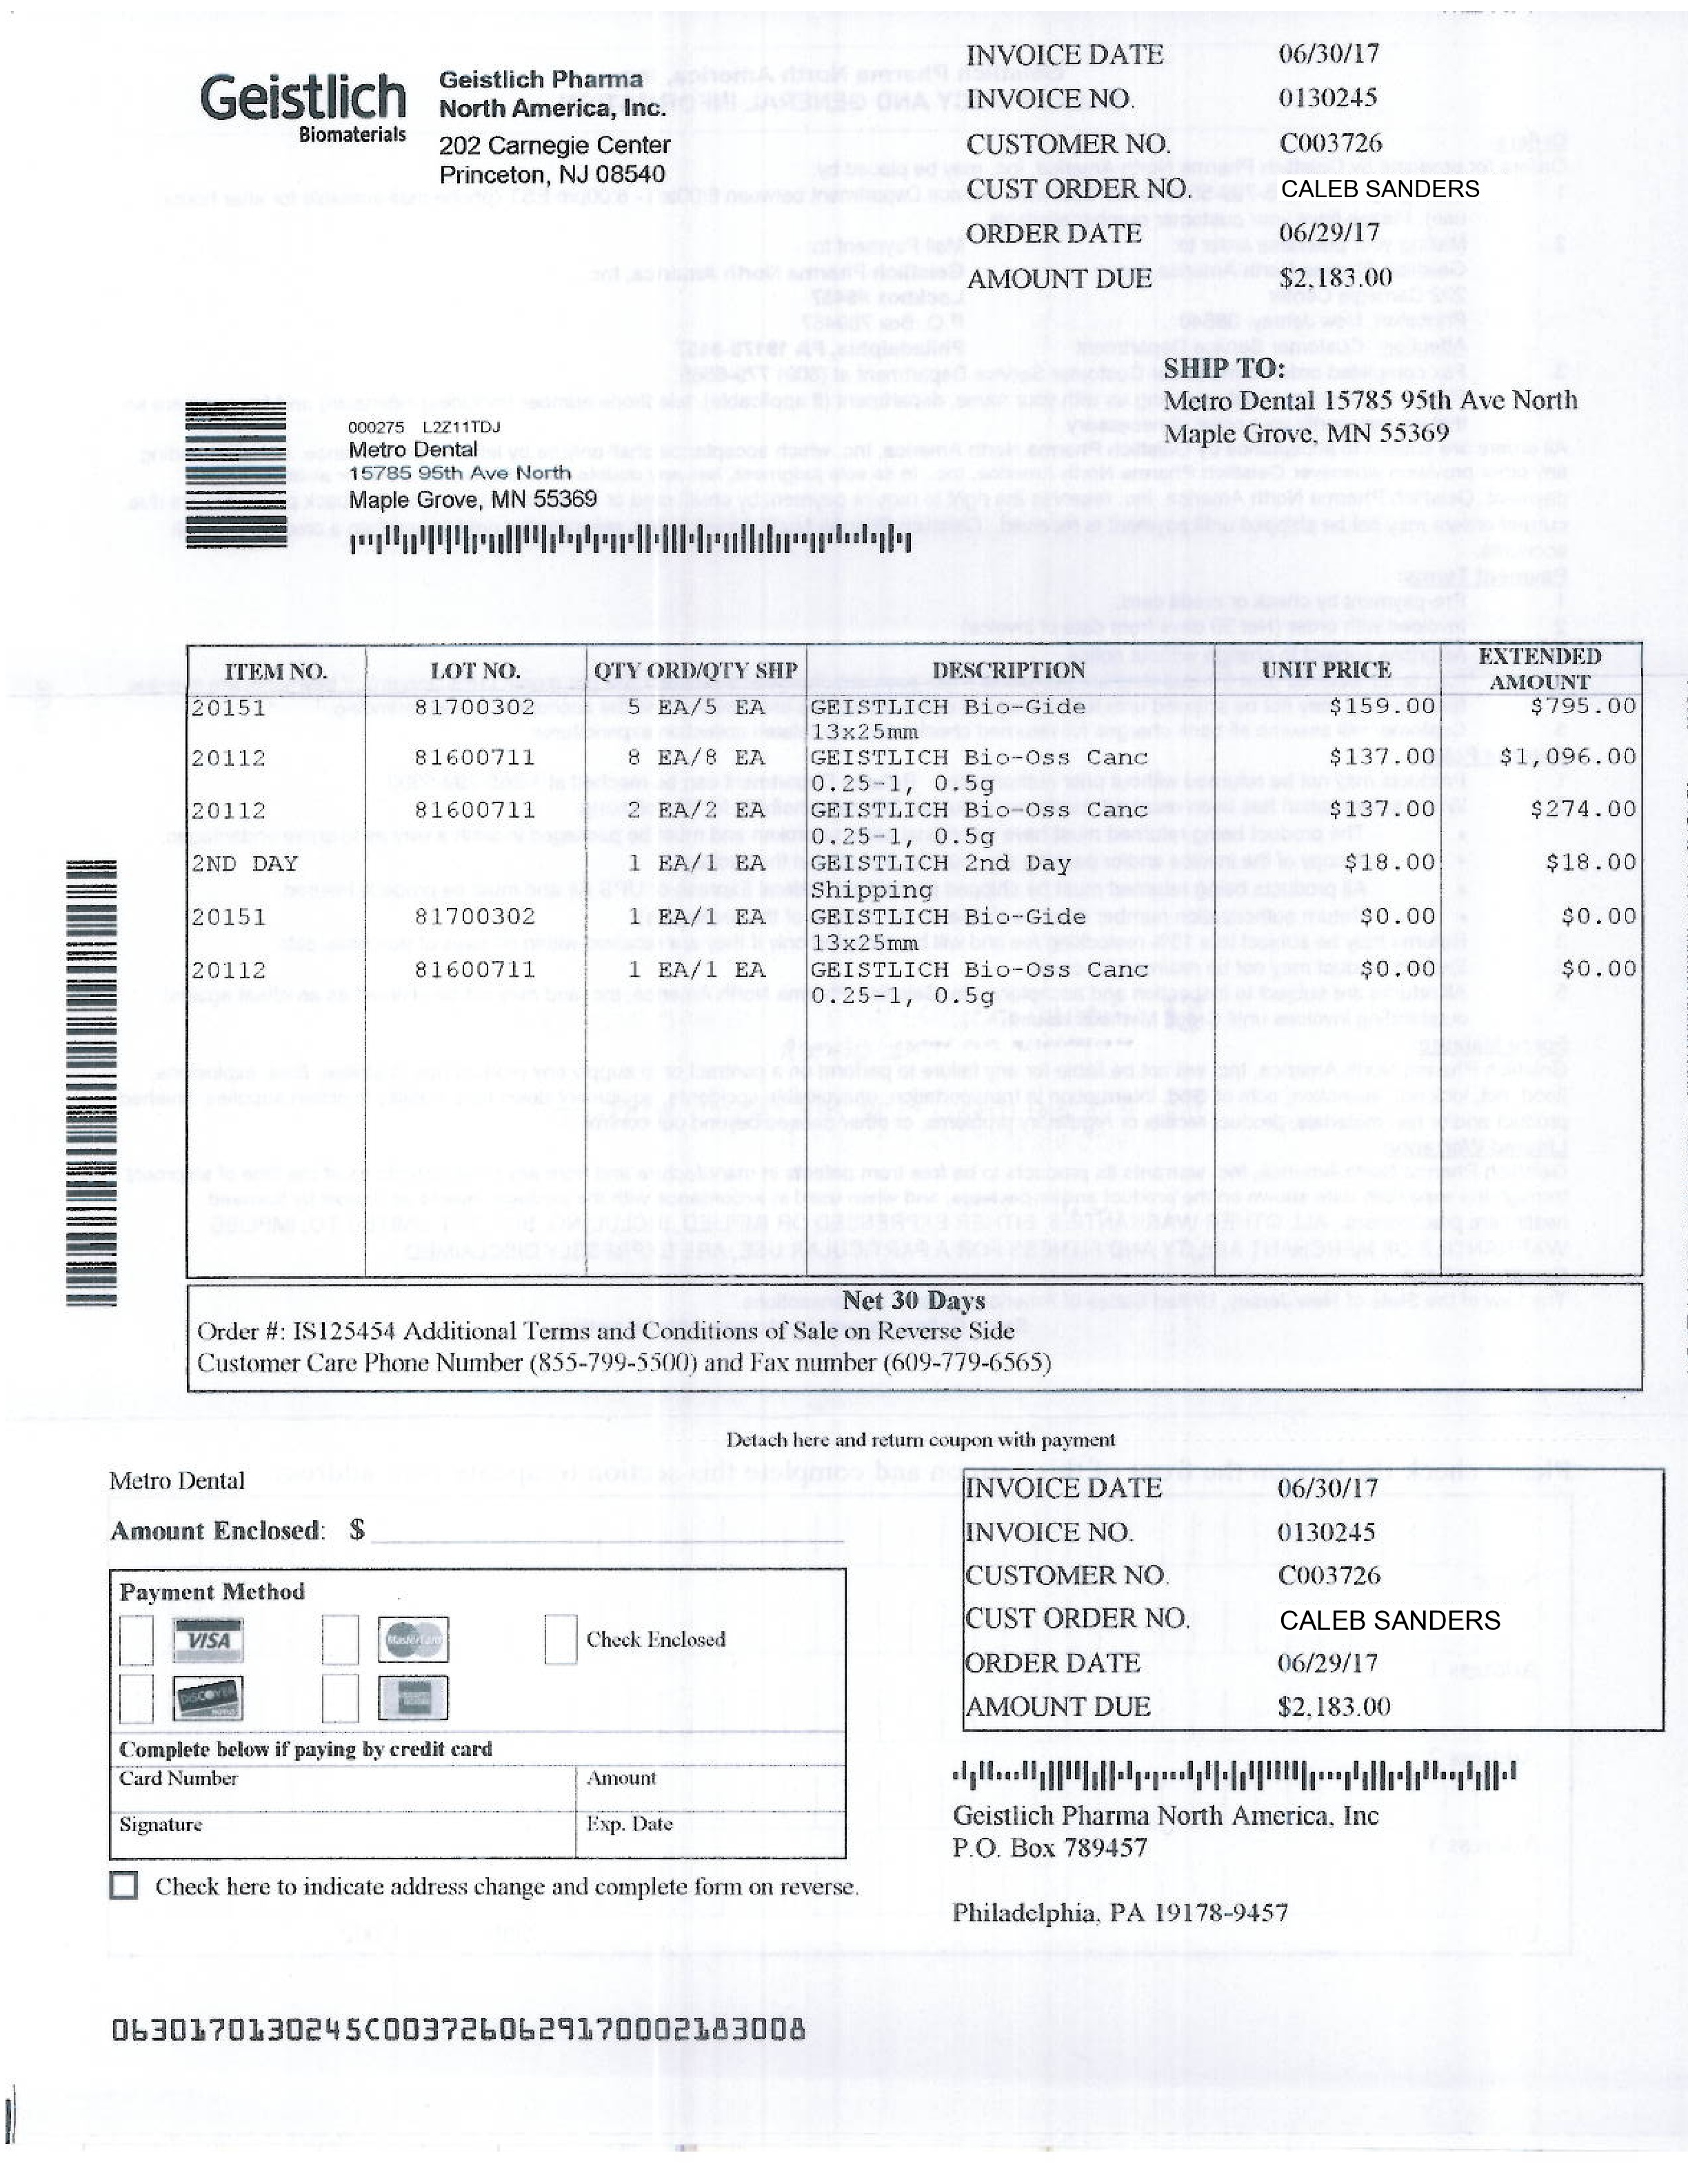 Geistlich
Biomaterials
Geistlich Pharma
North America, Inc.
202 Carnegie Center
Princeton, NJ 08540
INVOICE DATE 06/30/17
INVOICE NO. 0130245
CUSTOMER NO. C003726
CUST ORDER NO. CALEB SANDERS
ORDER DATE 06/29/17
AMOUNT DUE $2,183.00
SHIP TO:
Metro Dental 15785 95th Ave North
Maple Grove, MN 55369
000275 L2Z11TDJ
Metro Dental
15785 95th Ave North
Maple Grove, MN 55369
ITEM NO. LOT NO. QTY ORD/QTY SHP DESCRIPTION UNIT PRICE EXTENDED AMOUNT
20151 81700302 5 EA/5 EA GEISTLICH Bio-Gide $159.00 $795.00
13x25mm
20112 81600711 8 EA/8 EA GEISTLICH Bio-Oss Canc $137.00 $1,096.00
0.25-1, 0.5g
20112 81600711 2 EA/2 EA GEISTLICH Bio-Oss Canc $137.00 $274.00
0.25-1, 0.5g
2ND DAY 1 EA/1 EA GEISTLICH 2nd Day $18.00 $18.00
Shipping
20151 81700302 1 EA/1 EA GEISTLICH Bio-Gide $0.00 $0.00
13x25mm
20112 81600711 1 EA/1 EA GEISTLICH Bio-Oss Canc $0.00 $0.00
0.25-1, 0.5g
Net 30 Days
Order #: IS125454 Additional Terms and Conditions of Sale on Reverse Side
Customer Care Phone Number (855-799-5500) and Fax number (609-779-6565)
Detach here and return coupon with payment
Metro Dental
Amount Enclosed: $
Payment Method
VISA MasterCard Check Enclosed
DISCOVER
Complete below if paying by credit card
Card Number Amount
Signature Exp. Date
Check here to indicate address change and complete form on reverse.
INVOICE DATE 06/30/17
INVOICE NO. 0130245
CUSTOMER NO. C003726
CUST ORDER NO. CALEB SANDERS
ORDER DATE 06/29/17
AMOUNT DUE $2,183.00
Geistlich Pharma North America, Inc
P.O. Box 789457
Philadelphia, PA 19178-9457
0630170130245C0037260629170002183008